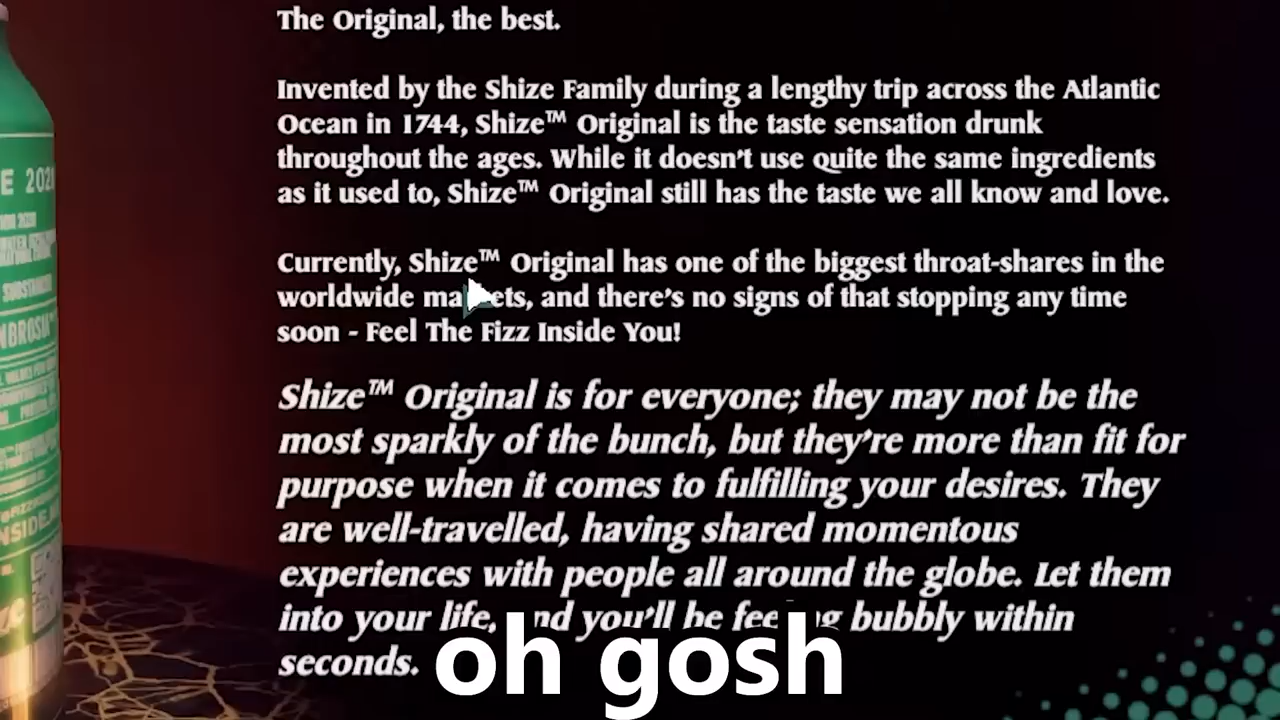 The Original, the best.
Invented by the Shize Family during a lengthy trip across the Atlantic
Ocean in 1744, Shize™ Original is the taste sensation drunk
throughout the ages. While it doesn't use quite the same ingredients
as it used to, Shize™ Original still has the taste we all know and love.
Currently, Shize™ Original has one of the biggest throat-shares in the
worldwide markets, and there's no signs of that stopping any time
soon - Feel The Fizz Inside You!
Shize™ Original is for everyone; they may not be the
most sparkly of the bunch, but they're more than fit for
purpose when it comes to fulfilling your desires. They
are well-travelled, having shared momentous
experiences with people all around the globe. Let them
into your life, and you'll be feeling bubbly within
seconds.
oh gosh